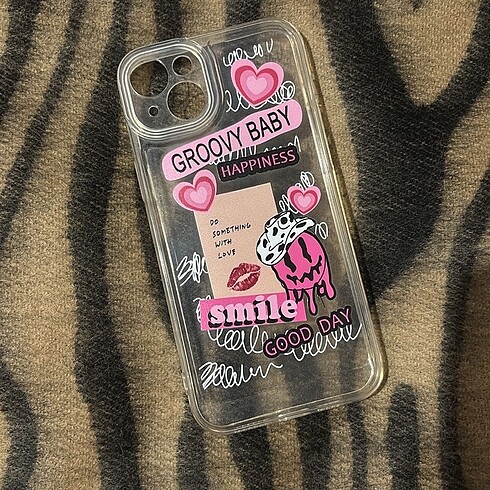 GROOVY BABY
HAPPINESS
DO
SOMETHING
WITH
LOVE
smile
GOOD DAY